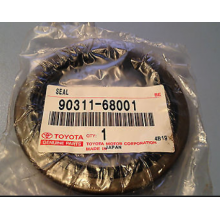 SEAL
90311-68001
TOYOTA
GENUINE PARTS
QTY:
1
TOYOTA MOTOR CORPORATION
MADE IN JAPAN